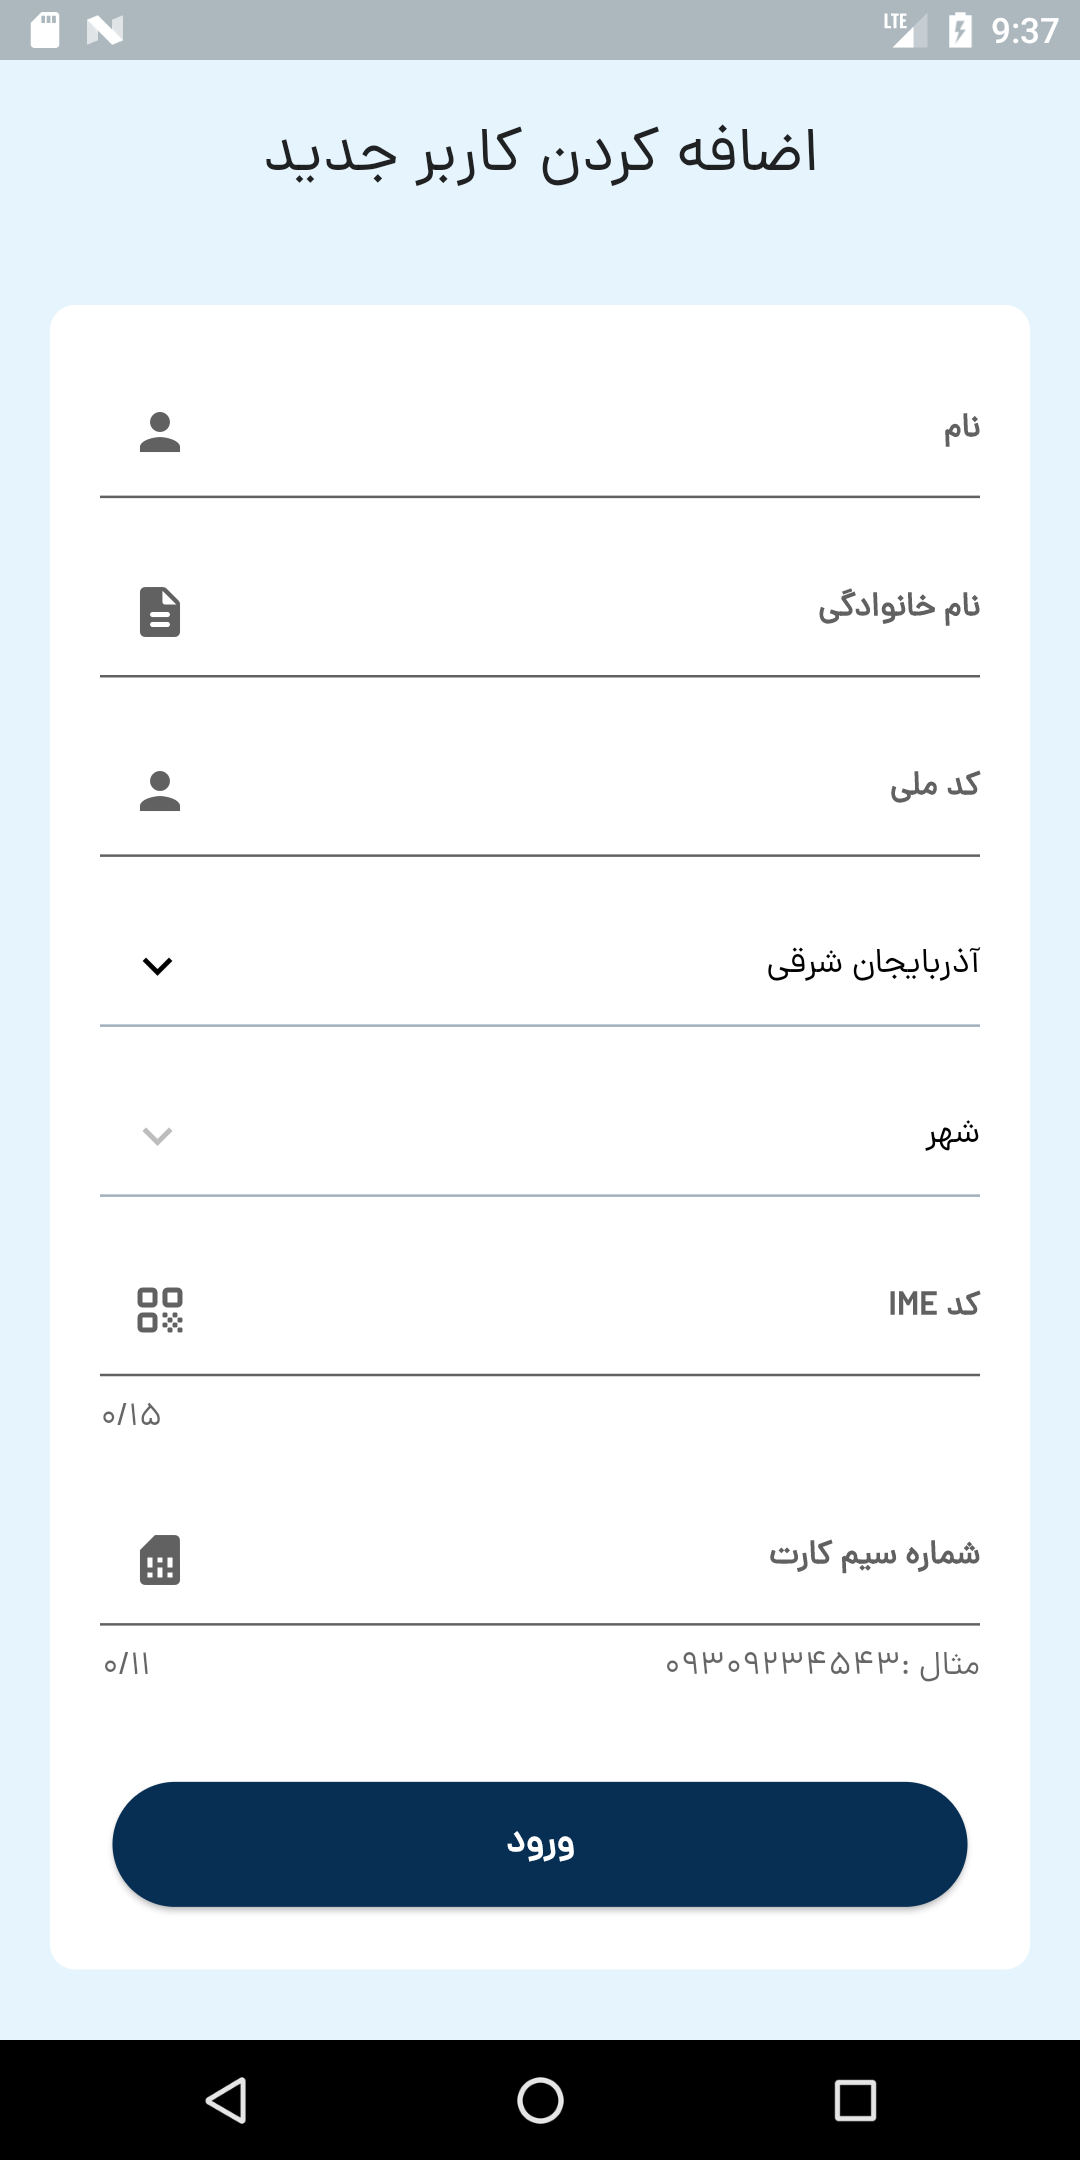 LTE 9:37
اضافه کردن کاربر جدید
نام
نام خانوادگی
کد ملی
آذربایجان شرقی
شهر
کد IME
۰/۱۵
شماره سیم کارت
مثال :۰۹۳۰۹۲۳۴۵۴۳
۰/۱۱
ورود